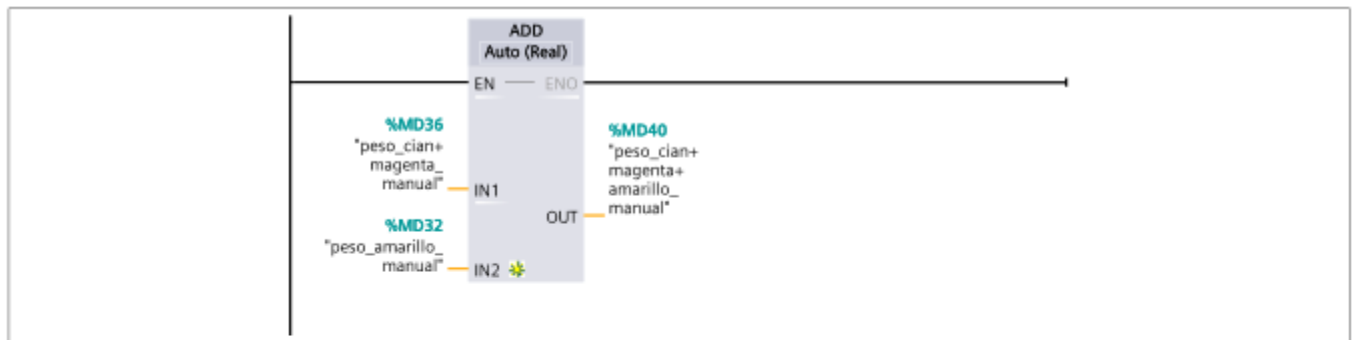 ADD
Auto (Real)
EN
ENO
%MD36
"peso_cian+
magenta_
manual"
IN1
%MD40
"peso_cian+
magenta+
amarillo_
manual"
OUT
%MD32
"peso_amarillo_
manual"
IN2